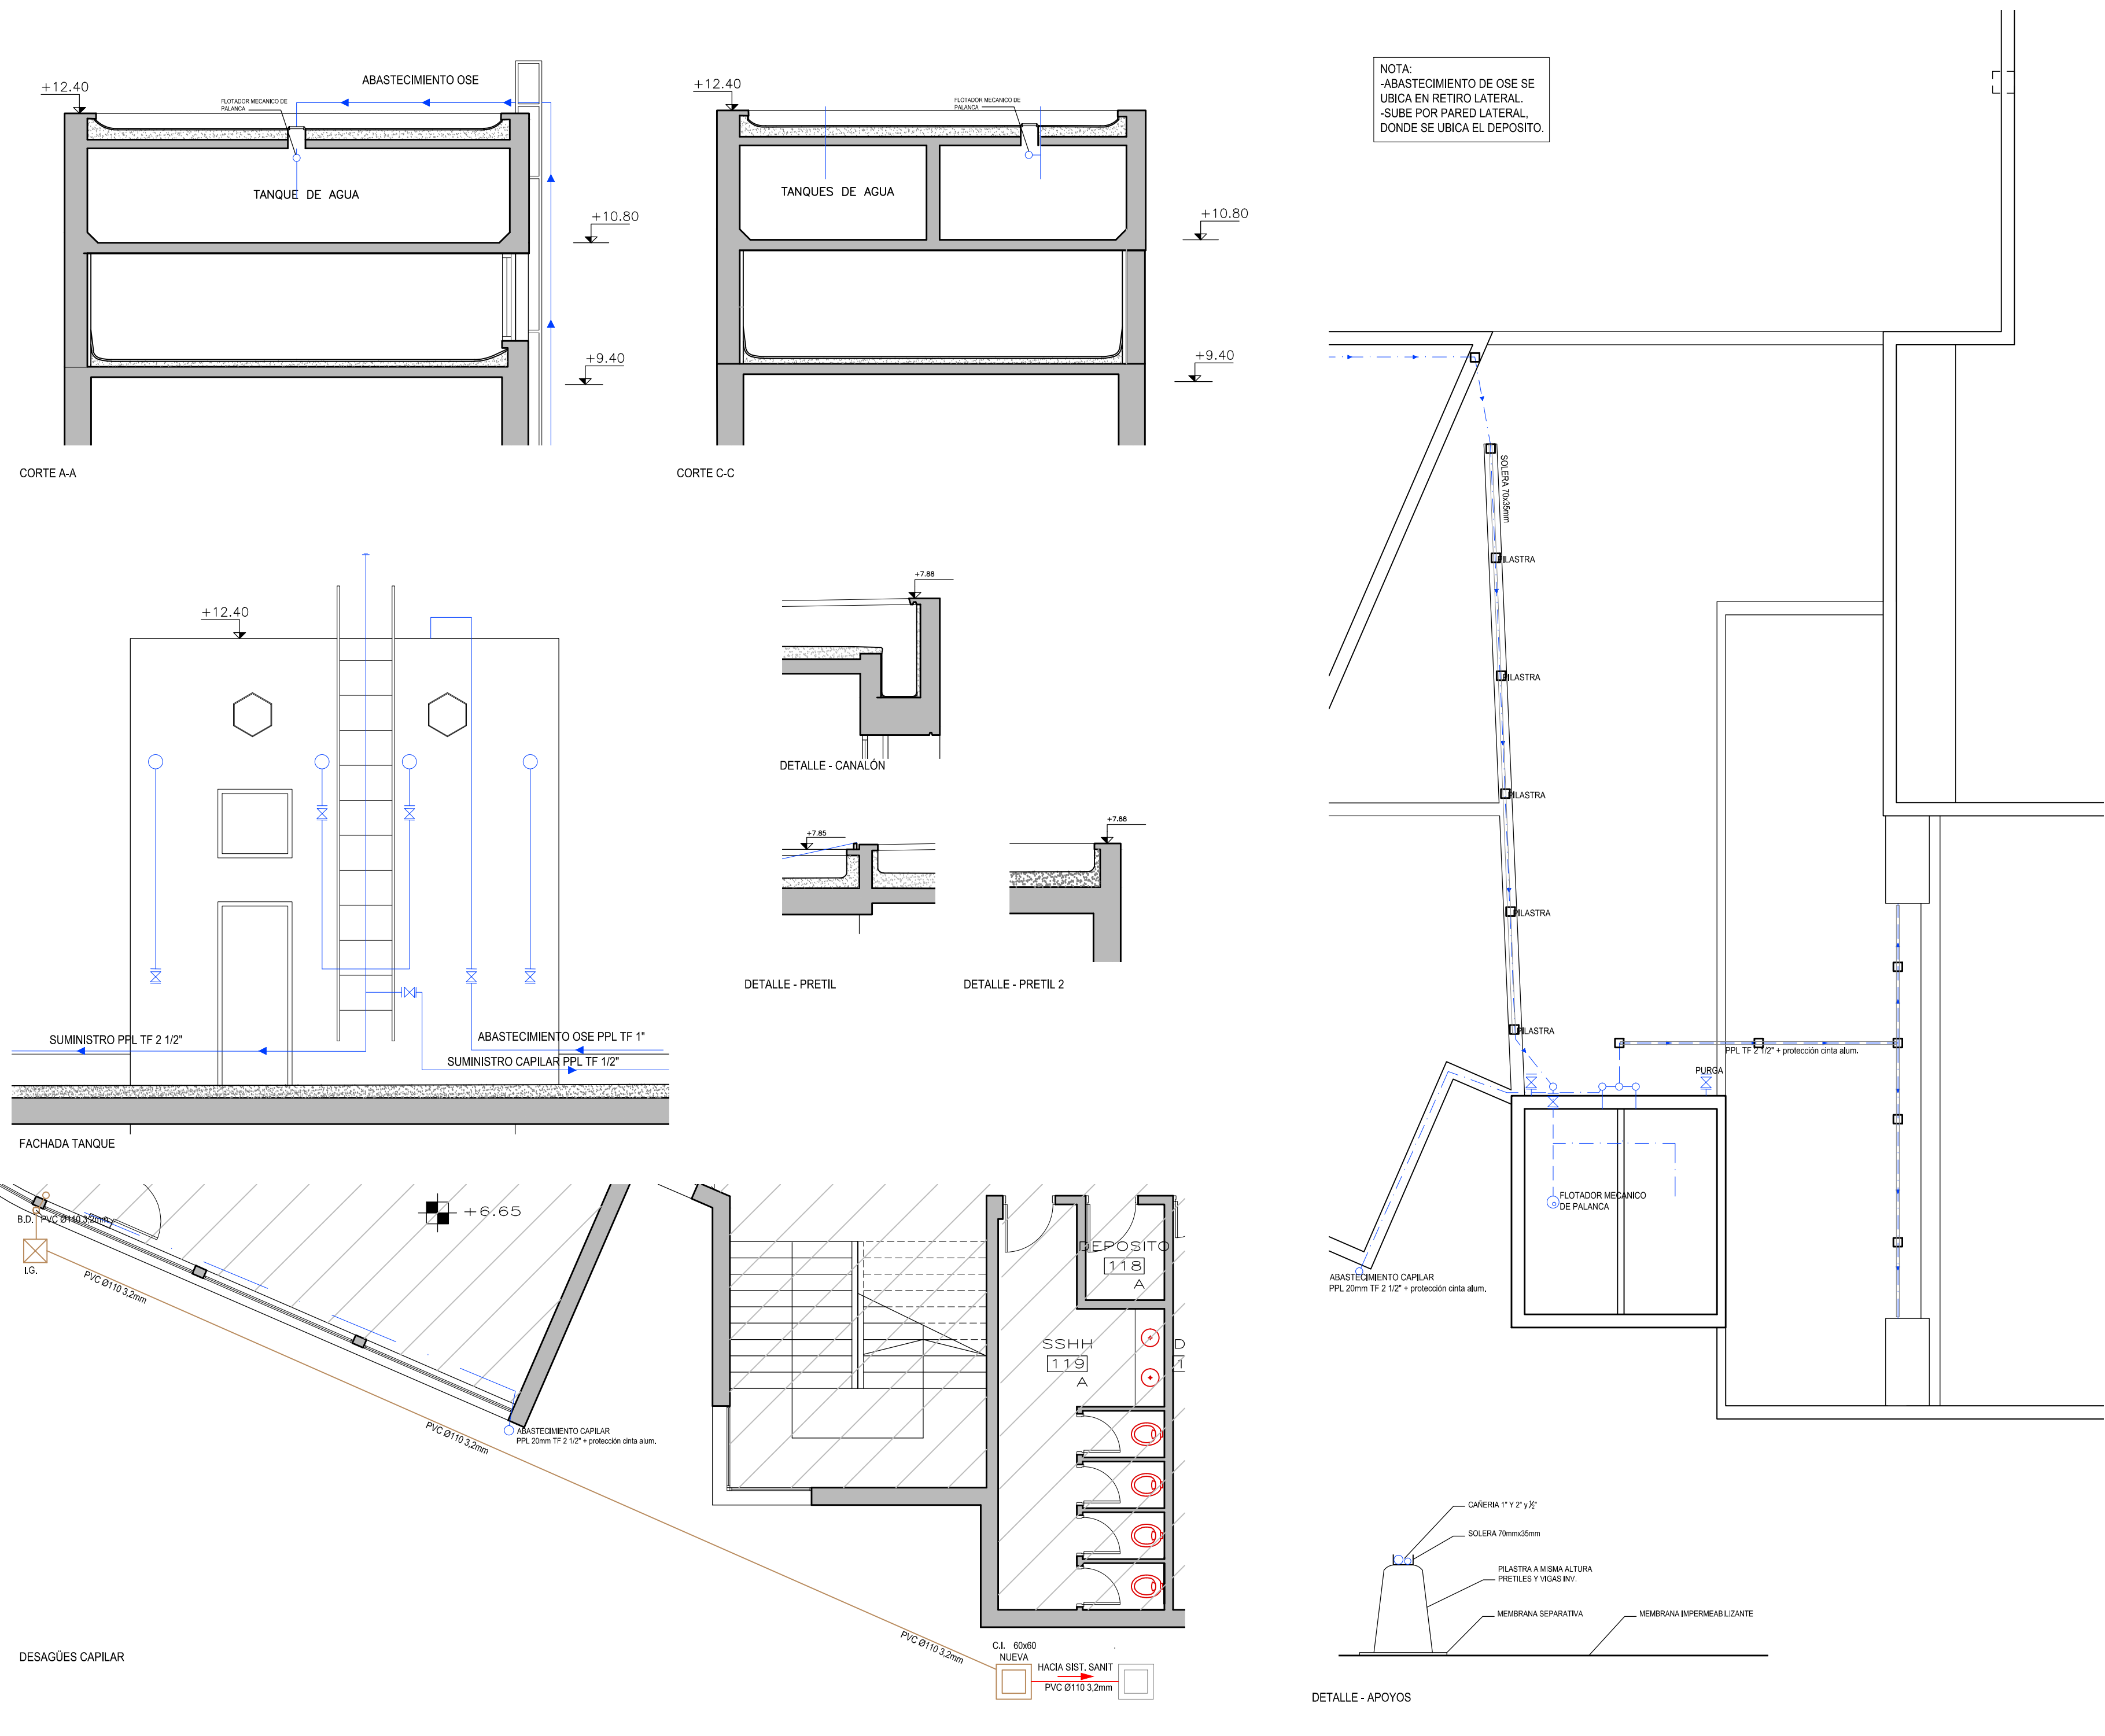 +12.40
ABASTECIMIENTO OSE
FLOTADOR MECANICO DE
PALANCA
TANQUE DE AGUA
+10.80
+9.40
CORTE A-A
+12.40
FLOTADOR MECANICO DE
PALANCA
TANQUES DE AGUA
+10.80
+9.40
CORTE C-C
NOTA:
-ABASTECIMIENTO DE OSE SE
UBICA EN RETIRO LATERAL.
-SUBE POR PARED LATERAL,
DONDE SE UBICA EL DEPOSITO.
+12.40
SUMINISTRO PPL TF 2 1/2"
ABASTECIMIENTO OSE PPL TF 1"
SUMINISTRO CAPILAR PPL TF 1/2"
FACHADA TANQUE
+7.88
DETALLE - CANALÓN
+7.85
DETALLE - PRETIL
+7.88
DETALLE - PRETIL 2
SOLERA 70x35mm
PILASTRA
PILASTRA
PILASTRA
PILASTRA
PILASTRA
PPL TF 2 1/2" + protección cinta alum.
PURGA
FLOTADOR MECANICO
DE PALANCA
ABASTECIMIENTO CAPILAR
PPL 20mm TF 2 1/2" + protección cinta alum.
B.D. PVC Ø110 3,2mm
I.G.
PVC Ø110 3,2mm
+6.65
ABASTECIMIENTO CAPILAR
PPL 20mm TF 2 1/2" + protección cinta alum.
PVC Ø110 3,2mm
PVC Ø110 3,2mm
DEPOSITO
118
A
SSHH
119
A
D
1
C.I. 60x60
NUEVA
HACIA SIST. SANIT
PVC Ø110 3,2mm
DESAGÜES CAPILAR
CAÑERIA 1" Y 2" y ½"
SOLERA 70mmx35mm
PILASTRA A MISMA ALTURA
PRETILES Y VIGAS INV.
MEMBRANA SEPARATIVA
MEMBRANA IMPERMEABILIZANTE
DETALLE - APOYOS